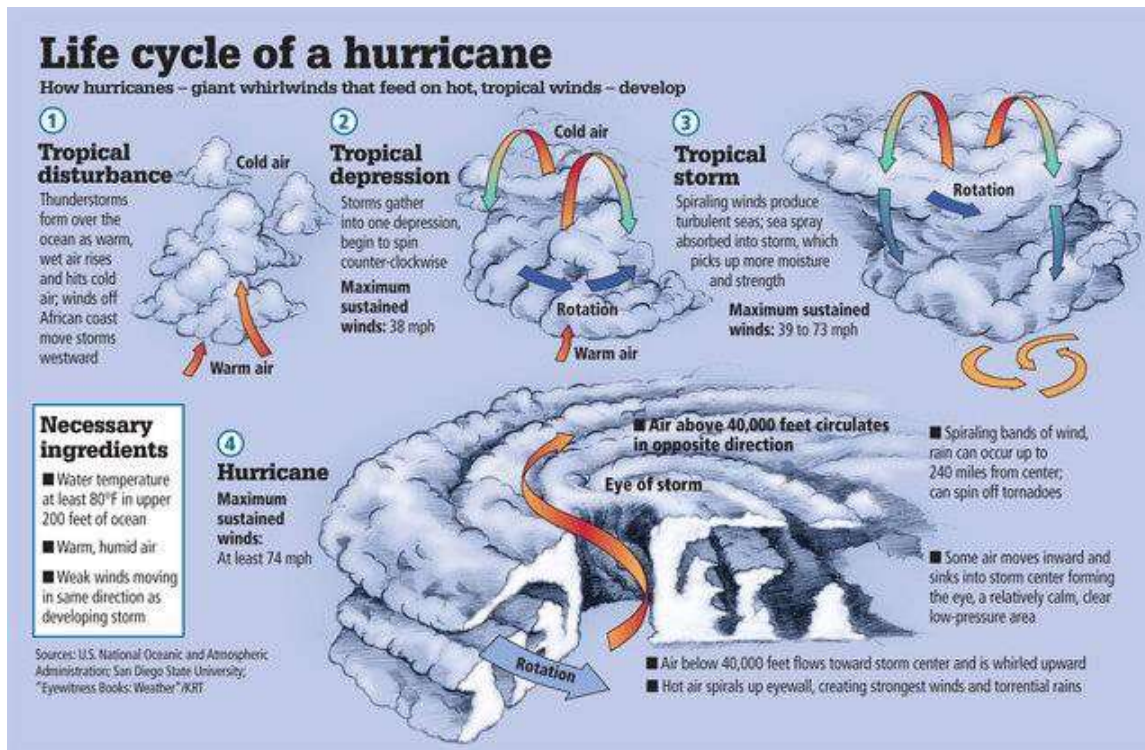 Life cycle of a hurricane
How hurricanes – giant whirlwinds that feed on hot, tropical winds – develop
1
Tropical
disturbance
Thunderstorms
form over the
ocean as warm,
wet air rises
and hits cold
air; winds off
African coast
move storms
westward
Cold air
Warm air
2
Tropical
depression
Storms gather
into one depression,
begin to spin
counter-clockwise
Maximum
sustained
winds: 38 mph
Cold air
Rotation
Warm air
3
Tropical
storm
Spiraling winds produce
turbulent seas; sea spray
absorbed into storm, which
picks up more moisture
and strength
Maximum sustained
winds: 39 to 73 mph
Rotation
Necessary
ingredients
■ Water temperature
at least 80°F in upper
200 feet of ocean
■ Warm, humid air
■ Weak winds moving
in same direction as
developing storm
Sources: U.S. National Oceanic and Atmospheric
Administration; San Diego State University;
"Eyewitness Books: Weather"/KRT
4
Hurricane
Maximum
sustained
winds:
At least 74 mph
■ Air above 40,000 feet circulates
in opposite direction
Eye of storm
Rotation
■ Spiraling bands of wind,
rain can occur up to
240 miles from center;
can spin off tornadoes
■ Some air moves inward and
sinks into storm center forming
the eye, a relatively calm, clear
low-pressure area
■ Air below 40,000 feet flows toward storm center and is whirled upward
■ Hot air spirals up eyewall, creating strongest winds and torrential rains